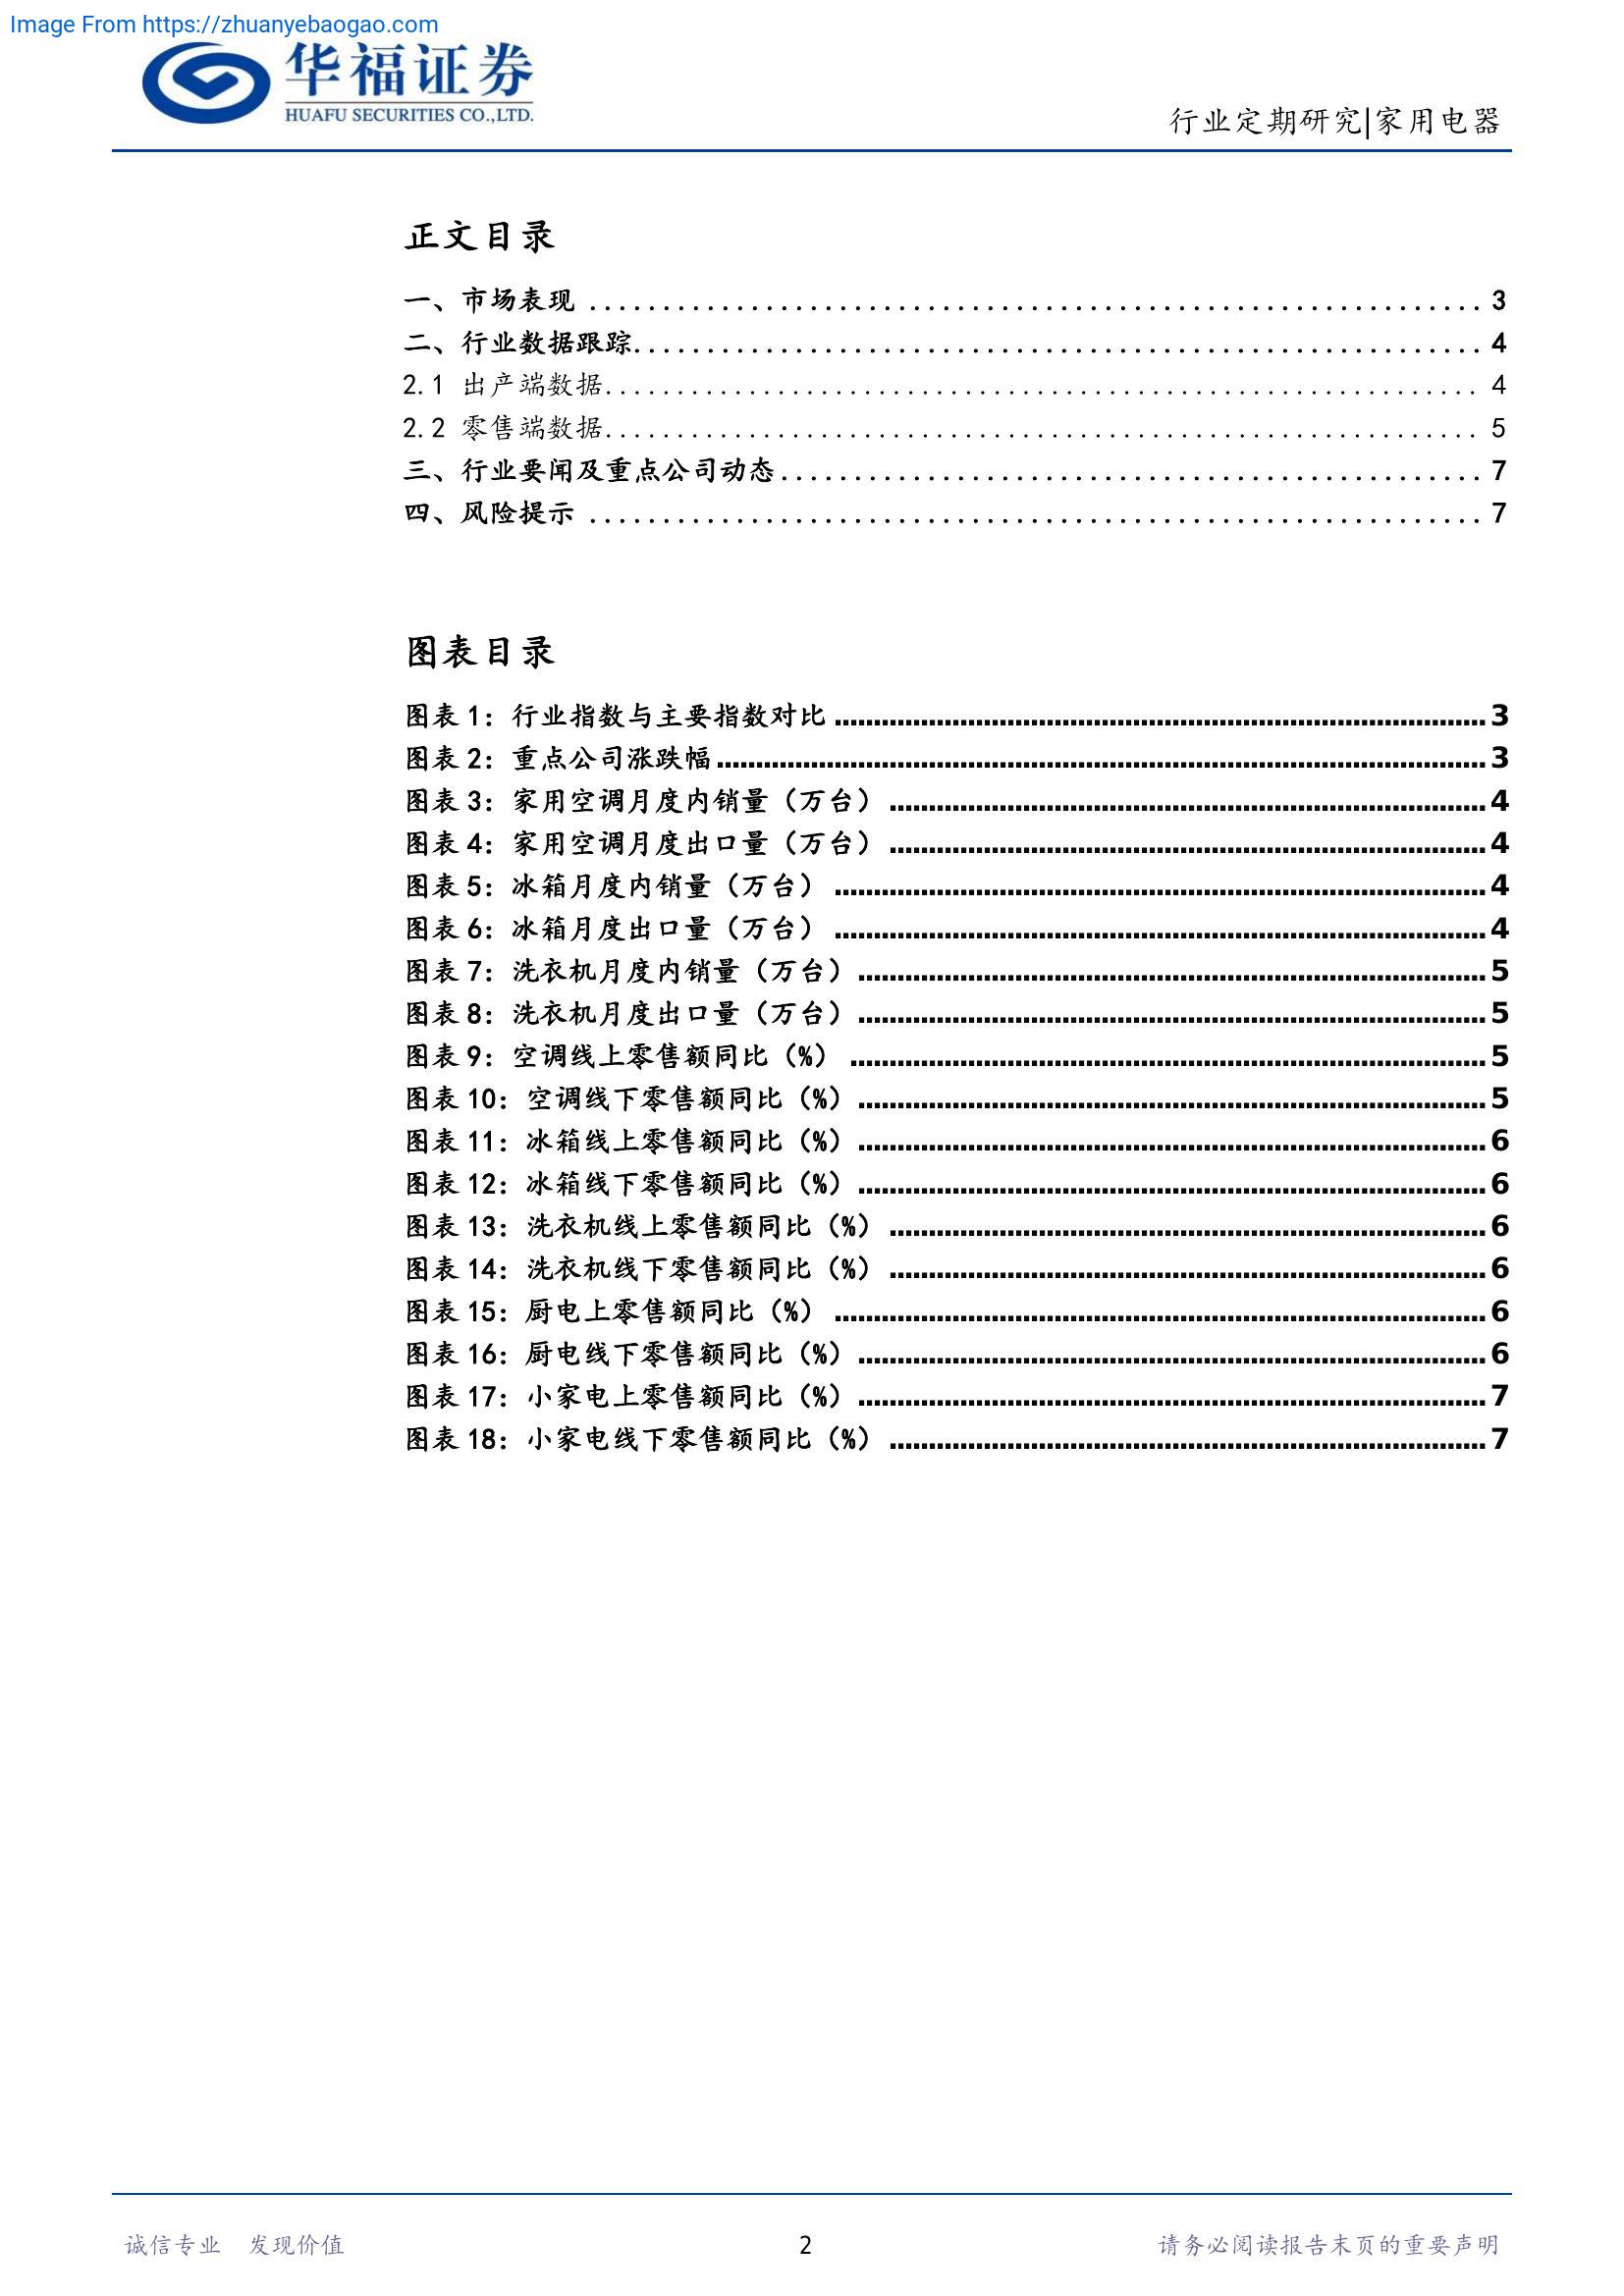 Image From https://zhuanyebaogao.com
华福证券
HUAFU SECURITIES CO.,LTD.
行业定期研究|家用电器
正文目录
一、市场表现 ............................................................ 3
二、行业数据跟踪............................................................ 4
2.1 出产端数据............................................................ 4
2.2 零售端数据............................................................ 5
三、行业要闻及重点公司动态............................................................ 7
四、风险提示 ............................................................ 7
图表目录
图表 1：行业指数与主要指数对比 ............................................................ 3
图表 2：重点公司涨跌幅 ............................................................ 3
图表 3：家用空调月度内销量（万台） ............................................................ 4
图表 4：家用空调月度出口量（万台） ............................................................ 4
图表 5：冰箱月度内销量（万台） ............................................................ 4
图表 6：冰箱月度出口量（万台） ............................................................ 4
图表 7：洗衣机月度内销量（万台） ............................................................ 5
图表 8：洗衣机月度出口量（万台） ............................................................ 5
图表 9：空调线上零售额同比（%） ............................................................ 5
图表 10：空调线下零售额同比（%） ............................................................ 5
图表 11：冰箱线上零售额同比（%） ............................................................ 6
图表 12：冰箱线下零售额同比（%） ............................................................ 6
图表 13：洗衣机线上零售额同比（%） ............................................................ 6
图表 14：洗衣机线下零售额同比（%） ............................................................ 6
图表 15：厨电上零售额同比（%） ............................................................ 6
图表 16：厨电线下零售额同比（%） ............................................................ 6
图表 17：小家电上零售额同比（%） ............................................................ 7
图表 18：小家电线下零售额同比（%） ............................................................ 7
诚信专业 发现价值
2
请务必阅读报告末页的重要声明